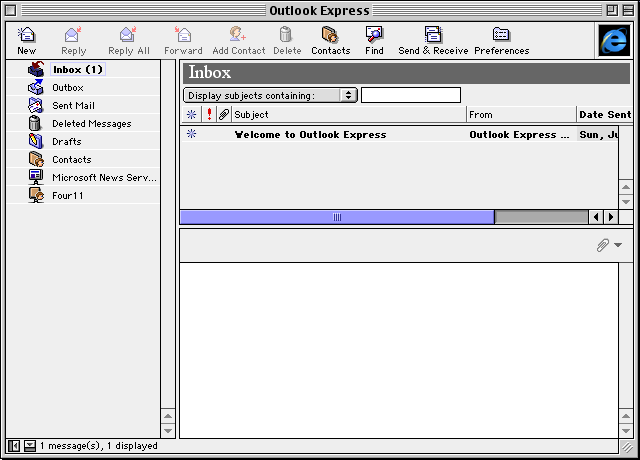 Outlook Express
New Reply Reply All Forward Add Contact Delete Contacts Find Send & Receive Preferences
Inbox (1)
Outbox
Sent Mail
Deleted Messages
Drafts
Contacts
Microsoft News Serv...
Four11
Inbox
Display subjects containing:
! Subject From Date Sent
Welcome to Outlook Express Outlook Express ... Sun, Ju
1 message(s), 1 displayed